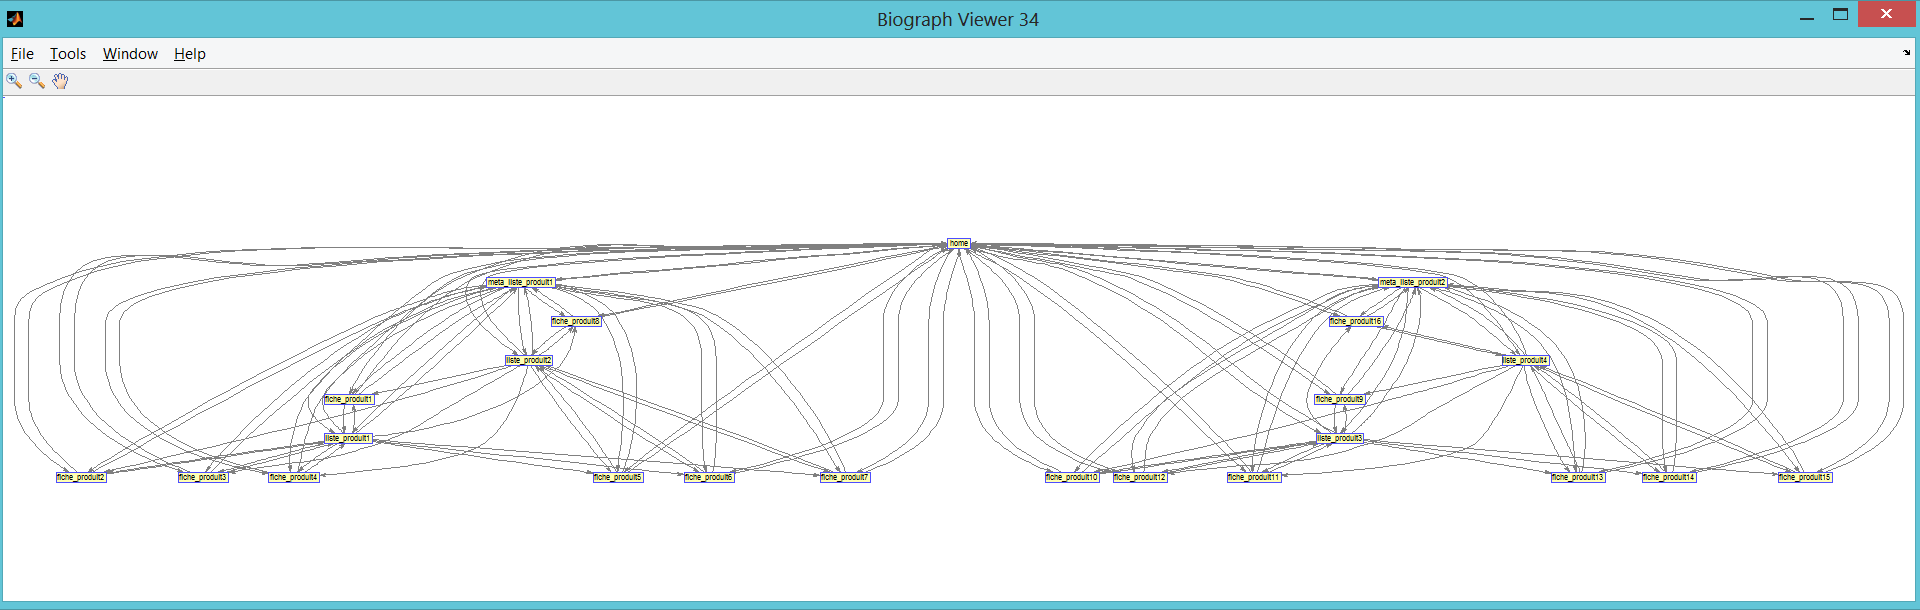 Biograph Viewer 34
File Tools Window Help
home
meta_liste_produit1 meta_liste_produit2
fiche_produit8 fiche_produit16
liste_produit2 liste_produit4
fiche_produit1 fiche_produit9
liste_produit1 liste_produit3
fiche_produit2 fiche_produit3 fiche_produit4 fiche_produit5 fiche_produit6 fiche_produit7 fiche_produit10 fiche_produit12 fiche_produit11 fiche_produit13 fiche_produit14 fiche_produit15